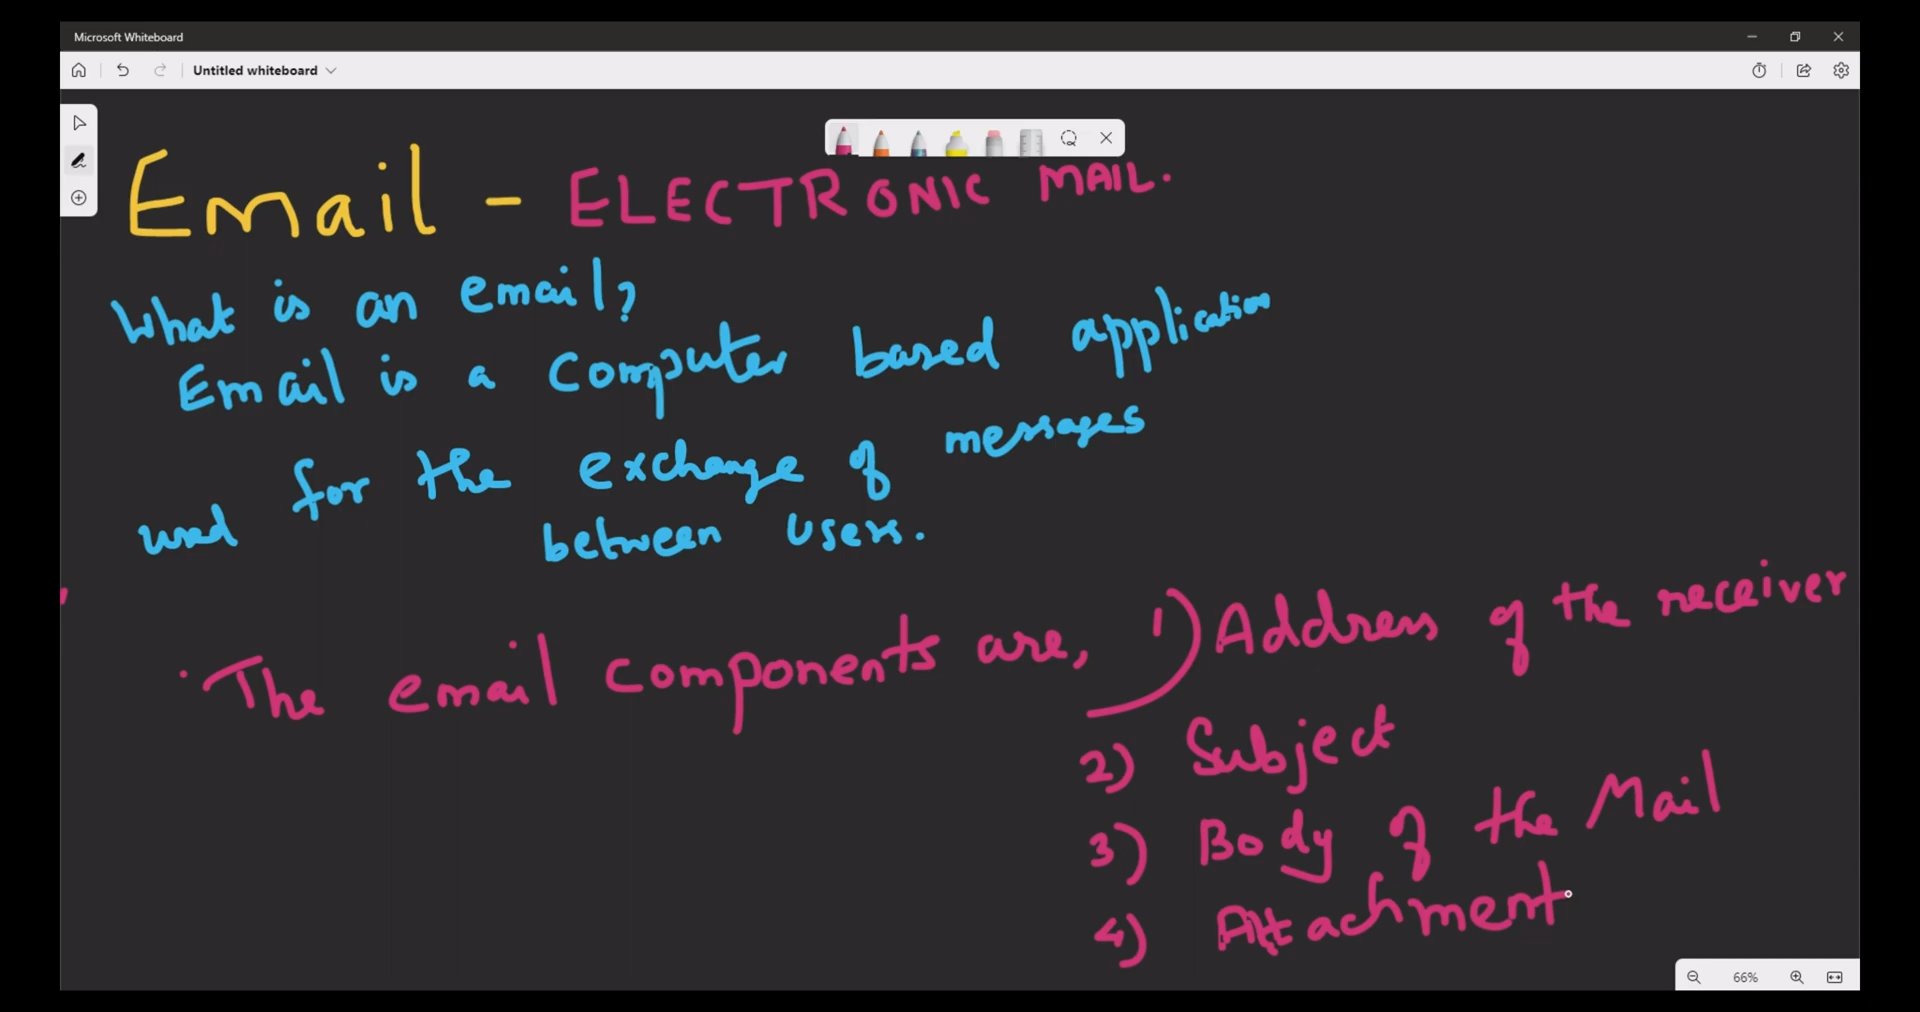 Microsoft Whiteboard
Untitled whiteboard
Email - ELECTRONIC MAIL.
What is an email?
Email is a computer based application
used for the exchange of messages
between users.
The email components are, 1) Address of the receiver
2) Subject
3) Body of the Mail
4) Attachment
66%